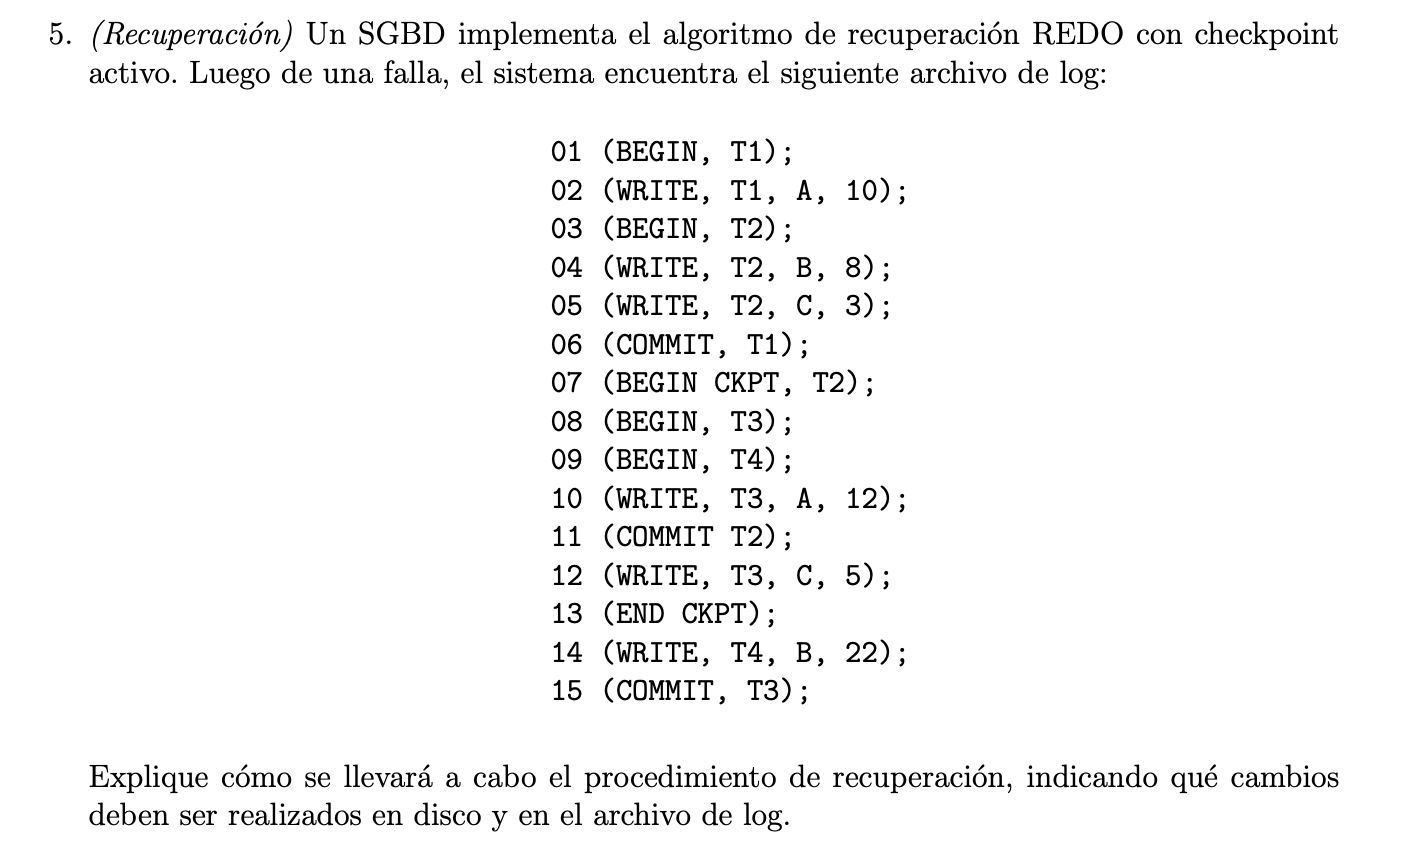 5. (Recuperación) Un SGBD implementa el algoritmo de recuperación REDO con checkpoint
activo. Luego de una falla, el sistema encuentra el siguiente archivo de log:
01 (BEGIN, T1);
02 (WRITE, T1, A, 10);
03 (BEGIN, T2);
04 (WRITE, T2, B, 8);
05 (WRITE, T2, C, 3);
06 (COMMIT, T1);
07 (BEGIN CKPT, T2);
08 (BEGIN, T3);
09 (BEGIN, T4);
10 (WRITE, T3, A, 12);
11 (COMMIT T2);
12 (WRITE, T3, C, 5);
13 (END CKPT);
14 (WRITE, T4, B, 22);
15 (COMMIT, T3);
Explique cómo se llevará a cabo el procedimiento de recuperación, indicando qué cambios
deben ser realizados en disco y en el archivo de log.